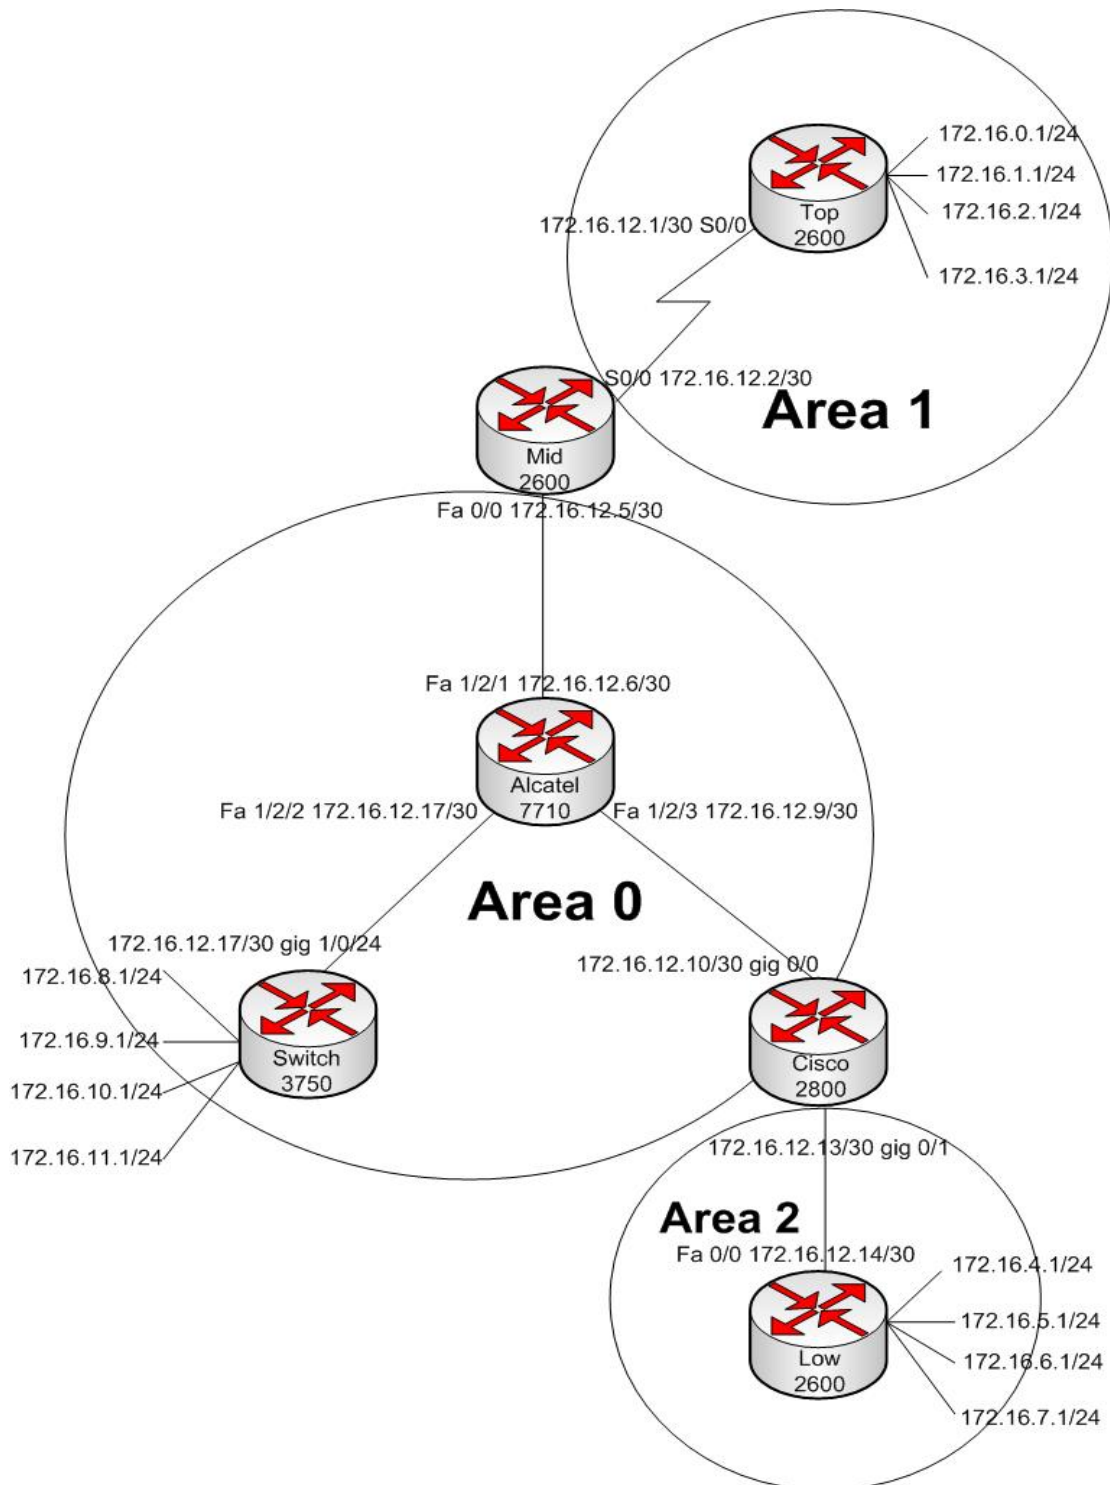 172.16.0.1/24
172.16.1.1/24
172.16.2.1/24
172.16.3.1/24
Top
2600
172.16.12.1/30 S0/0
S0/0 172.16.12.2/30
Area 1
Mid
2600
Fa 0/0 172.16.12.5/30
Fa 1/2/1 172.16.12.6/30
Alcatel
7710
Fa 1/2/2 172.16.12.17/30
Fa 1/2/3 172.16.12.9/30
Area 0
172.16.12.17/30 gig 1/0/24
172.16.8.1/24
172.16.9.1/24
172.16.10.1/24
172.16.11.1/24
Switch
3750
172.16.12.10/30 gig 0/0
Cisco
2800
172.16.12.13/30 gig 0/1
Area 2
Fa 0/0 172.16.12.14/30
Low
2600
172.16.4.1/24
172.16.5.1/24
172.16.6.1/24
172.16.7.1/24